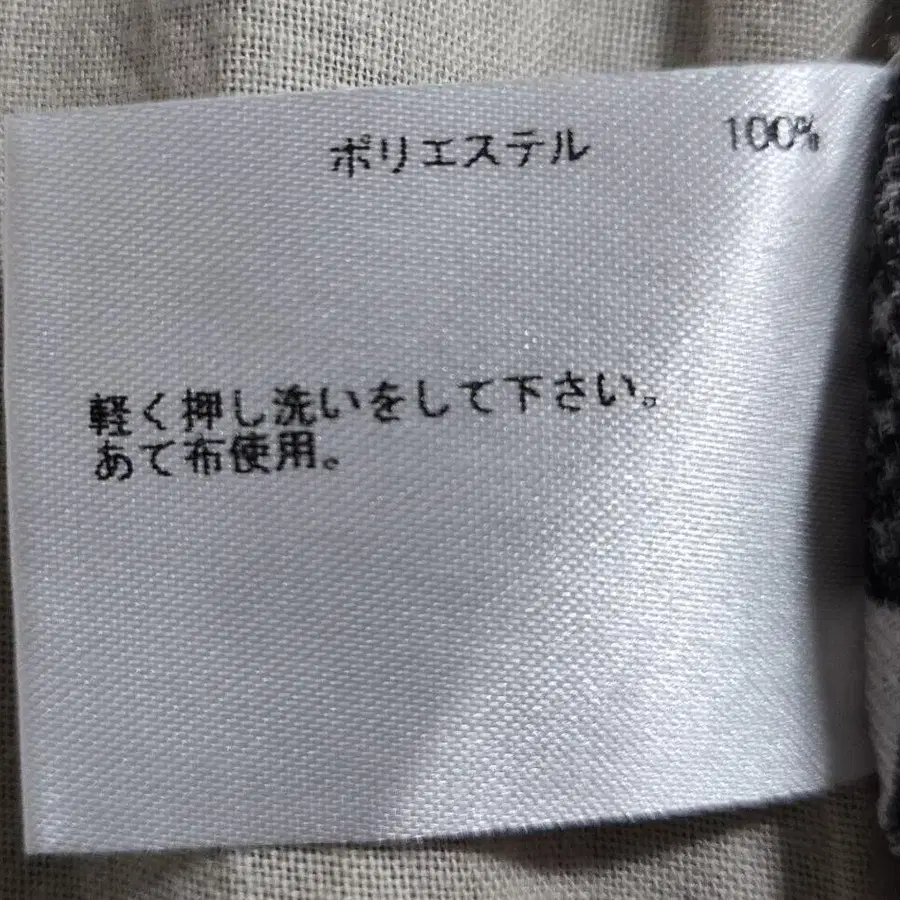 ポリエステル 100%
軽く押し洗いをして下さい。
あて布使用。